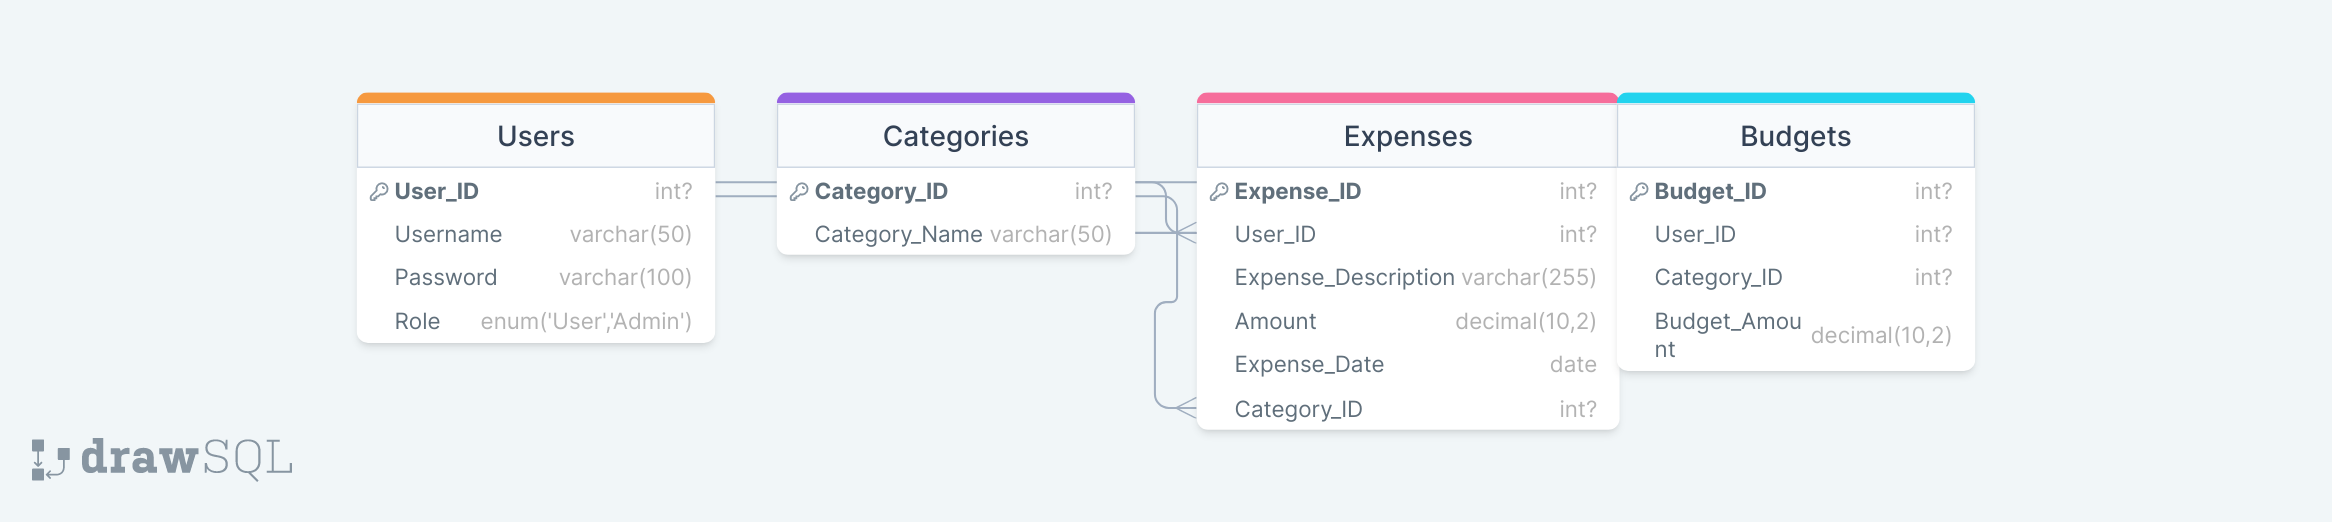 Users
User_ID int?
Username varchar(50)
Password varchar(100)
Role enum('User','Admin')
Categories
Category_ID int?
Category_Name varchar(50)
Expenses
Expense_ID int?
User_ID int?
Expense_Description varchar(255)
Amount decimal(10,2)
Expense_Date date
Category_ID int?
Budgets
Budget_ID int?
User_ID int?
Category_ID int?
Budget_Amou
nt decimal(10,2)
drawSQL